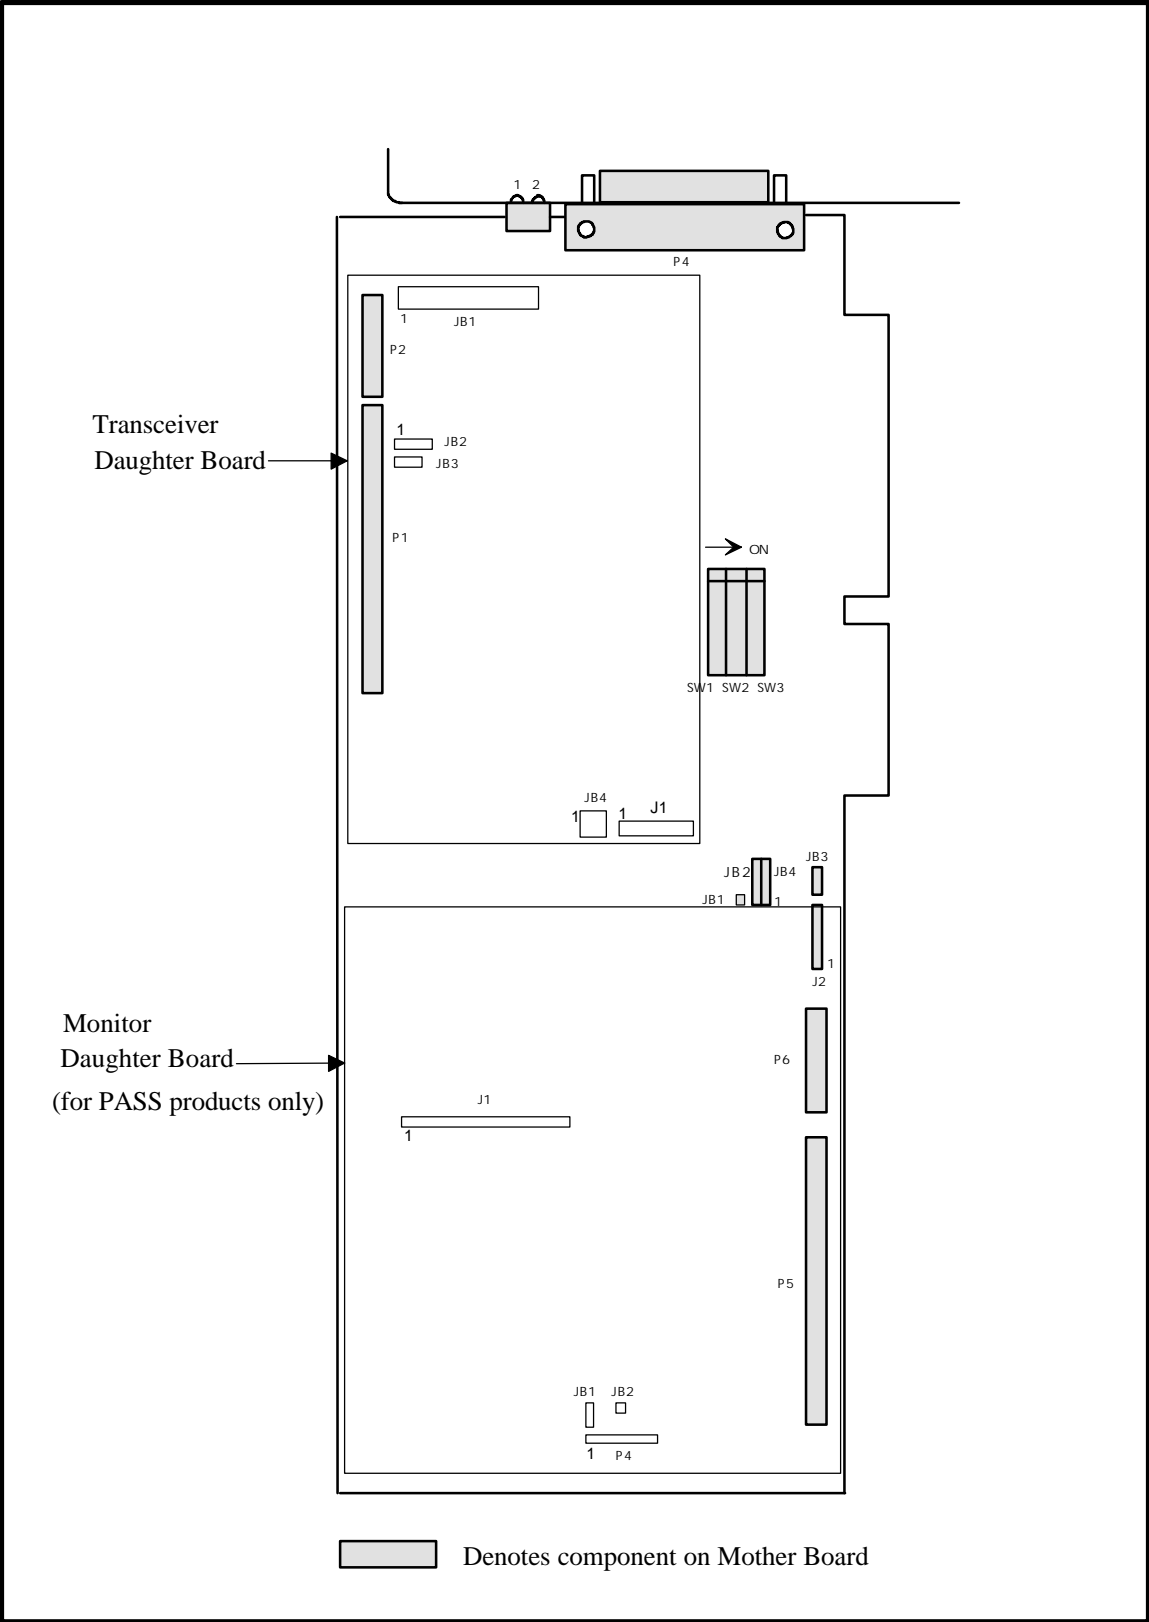 1 2
P4
1
JB1
P2
Transceiver
Daughter Board
1
JB2
JB3
P1
ON
SW1 SW2 SW3
JB4
1
1
J1
JB2
JB4
JB3
JB1
1
1
J2
Monitor
Daughter Board
(for PASS products only)
P6
J1
1
P5
JB1 JB2
1
P4
Denotes component on Mother Board